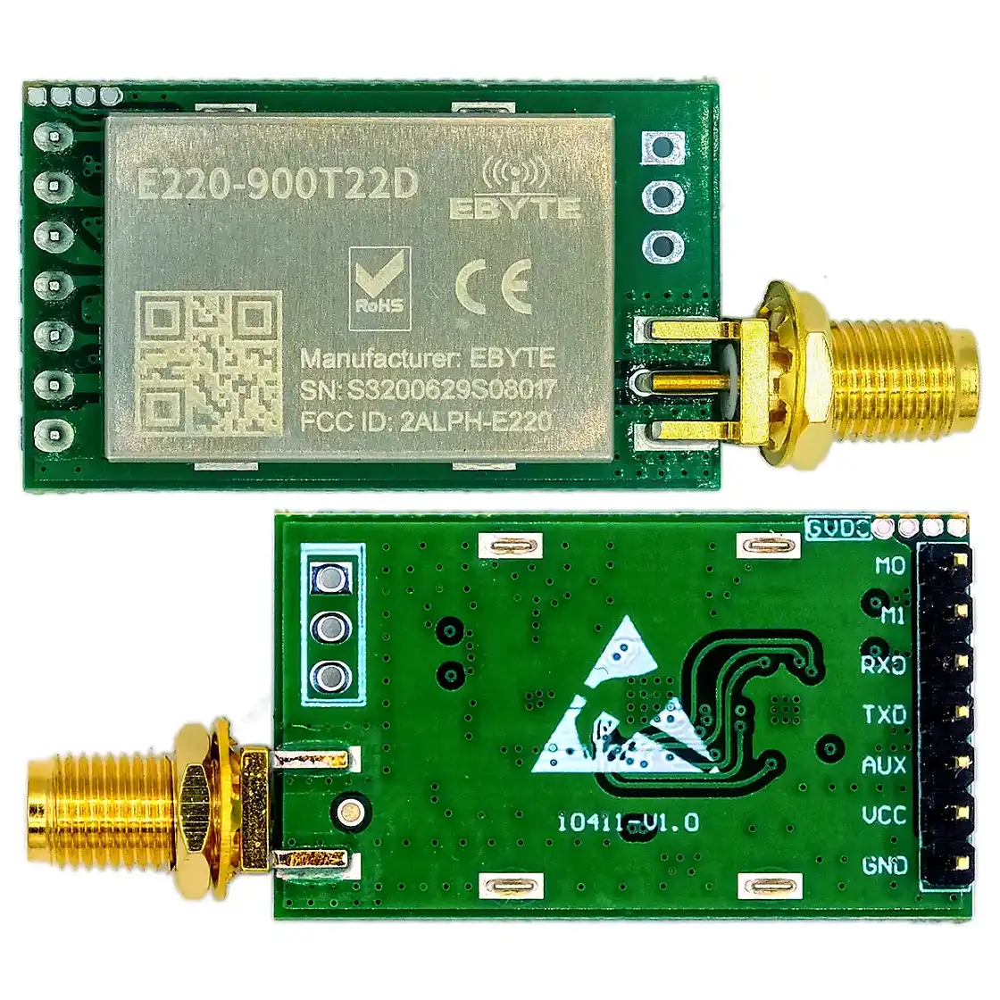 E220-900T22D
EBYTE
RoHS
CE
Manufacturer: EBYTE
SN: S3200629S08017
FCC ID: 2ALPH-E220
GVDC
M0
M1
RXD
TXD
AUX
VCC
GND
10411-V1.0